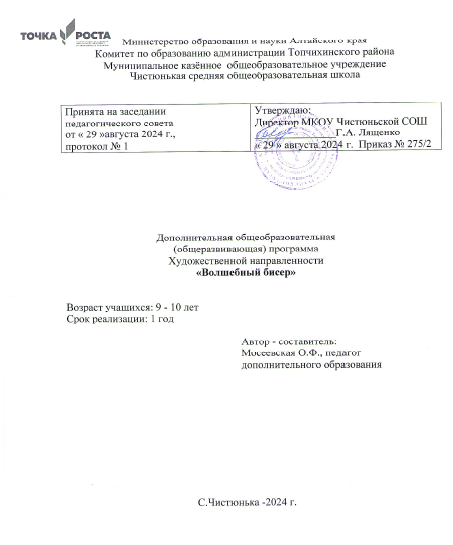 ТОЧКА РОСТА
Министерство образования и науки Алтайского края
Комитет по образованию администрации Топчихинского района
Муниципальное казённое общеобразовательное учреждение
Чистюнькая средняя общеобразовательная школа
Принята на заседании
педагогического совета
от « 29 »августа 2024 г.,
протокол № 1
Утверждаю:
Директор МКОУ Чистюньской СОШ
Г.А. Лященко
« 29 » августа 2024 г. Приказ № 275/2
Дополнительная общеобразовательная
(общеразвивающая) программа
Художественной направленности
«Волшебный бисер»
Возраст учашихся: 9 - 10 лет
Срок реализации: 1 год
Автор - составитель:
Мосеевская О.Ф., педагог
дополнительного образования
С.Чистюнька -2024 г.